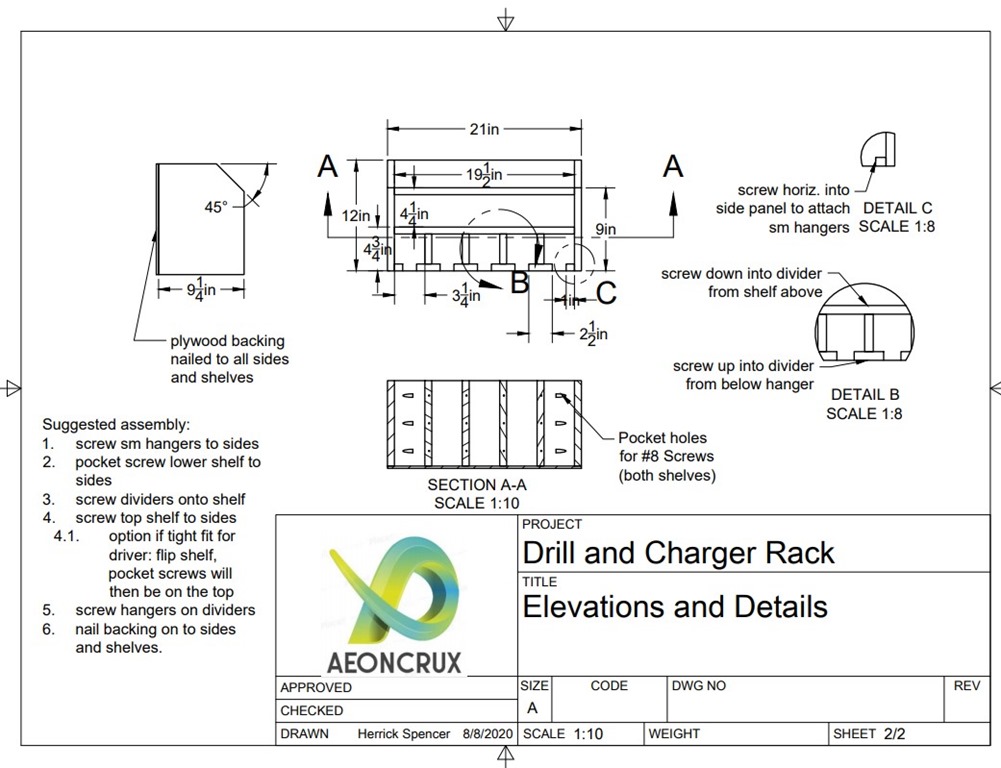 21in
A
A
19 1/2 in
45°
12in
4 1/4 in
9in
4 3/4 in
9 1/4 in
3 1/4 in
B
1in
C
2 1/2 in
screw horiz. into
side panel to attach
sm hangers
DETAIL C
SCALE 1:8
screw down into divider
from shelf above
screw up into divider
from below hanger
DETAIL B
SCALE 1:8
plywood backing
nailed to all sides
and shelves
Pocket holes
for #8 Screws
(both shelves)
SECTION A-A
SCALE 1:10
Suggested assembly:
1. screw sm hangers to sides
2. pocket screw lower shelf to
sides
3. screw dividers onto shelf
4. screw top shelf to sides
4.1. option if tight fit for
driver: flip shelf,
pocket screws will
then be on the top
5. screw hangers on dividers
6. nail backing on to sides
and shelves.
AEONCRUX
PROJECT
Drill and Charger Rack
TITLE
Elevations and Details
APPROVED
CHECKED
DRAWN Herrick Spencer 8/8/2020
SIZE
A
CODE
DWG NO
REV
SCALE 1:10
WEIGHT
SHEET 2/2